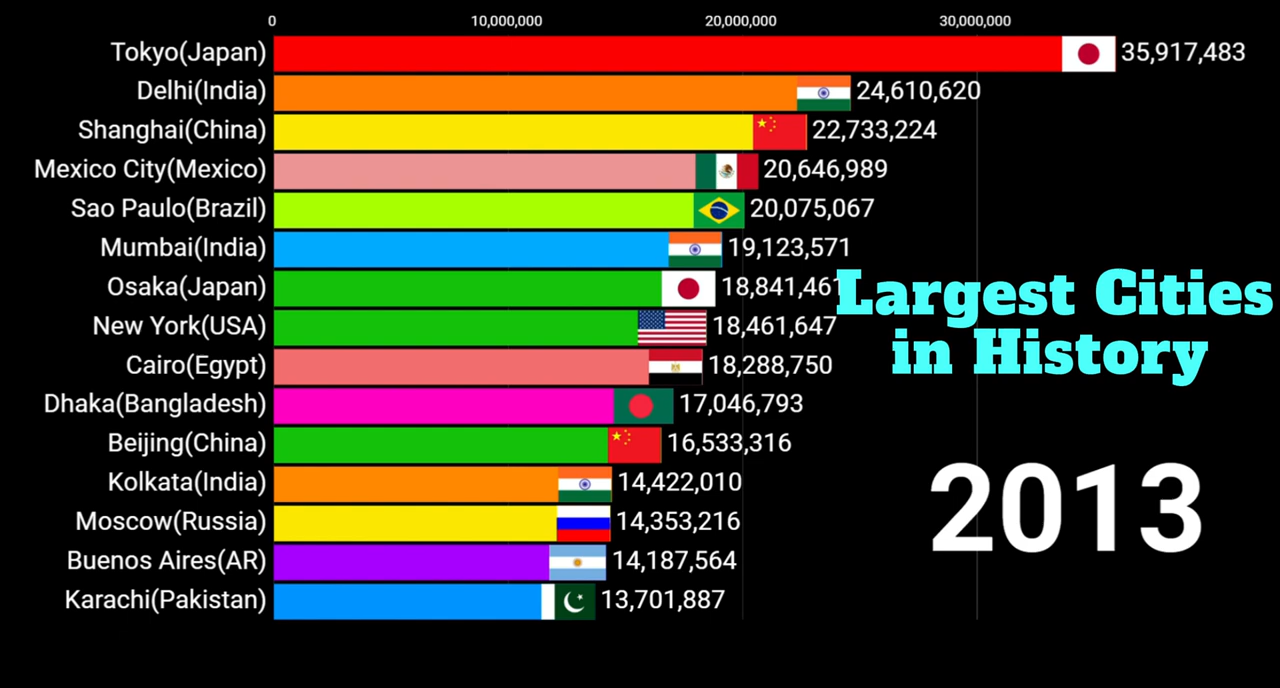 0 10,000,000 20,000,000 30,000,000
Tokyo(Japan) 35,917,483
Delhi(India) 24,610,620
Shanghai(China) 22,733,224
Mexico City(Mexico) 20,646,989
Sao Paulo(Brazil) 20,075,067
Mumbai(India) 19,123,571
Osaka(Japan) 18,841,461
New York(USA) 18,461,647
Cairo(Egypt) 18,288,750
Dhaka(Bangladesh) 17,046,793
Beijing(China) 16,533,316
Kolkata(India) 14,422,010
Moscow(Russia) 14,353,216
Buenos Aires(AR) 14,187,564
Karachi(Pakistan) 13,701,887
Largest Cities
in History
2013